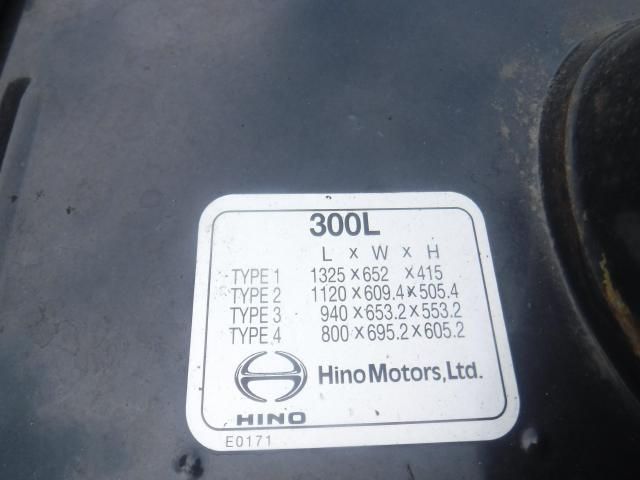 300L
L x W x H
TYPE 1 1325 x 652 x 415
TYPE 2 1120 x 609.4 x 505.4
TYPE 3 940 x 653.2 x 553.2
TYPE 4 800 x 695.2 x 605.2
Hino Motors, Ltd.
HINO
E0171